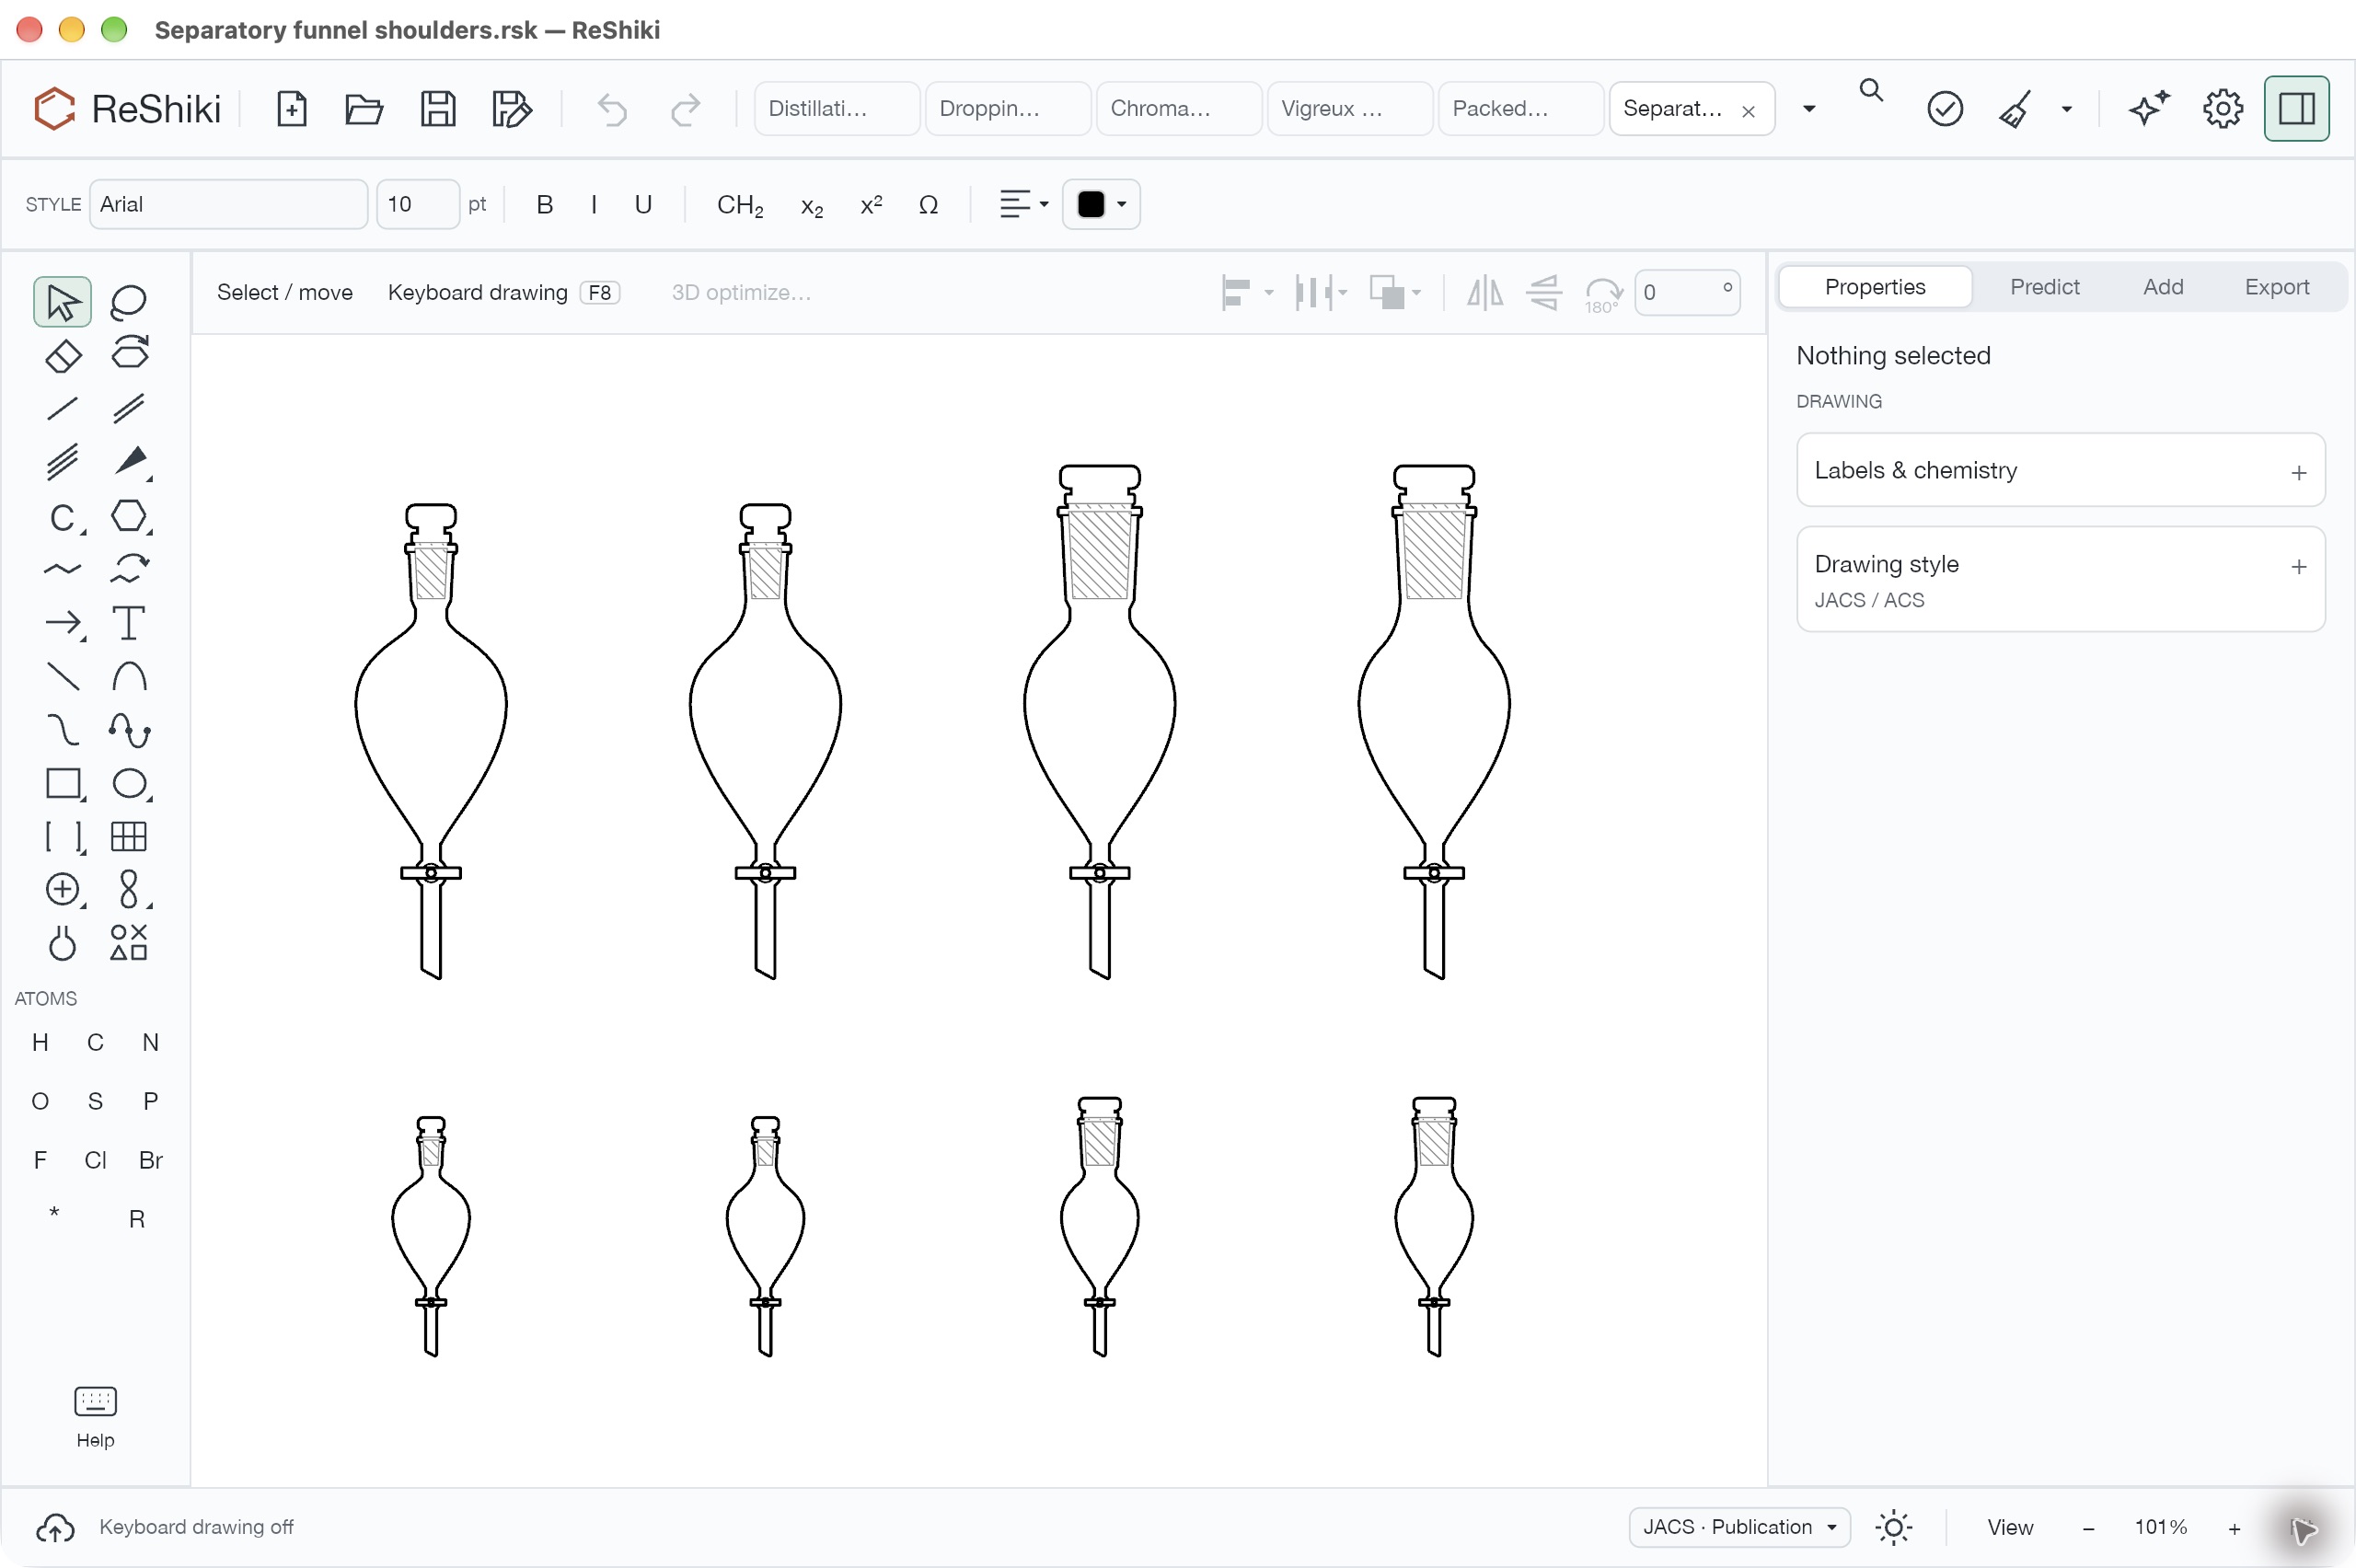 Separatory funnel shoulders.rsk — ReShiki
ReShiki
Distillati...
Droppin...
Chroma...
Vigreux ...
Packed...
Separat...
STYLE
Arial
10
pt
B
I
U
CH₂
x₂
x²
Ω
Select / move
Keyboard drawing
F8
3D optimize...
180°
0
°
Properties
Predict
Add
Export
Nothing selected
DRAWING
Labels & chemistry
+
Drawing style
+
JACS / ACS
C
T
ATOMS
H C N
O S P
F Cl Br
* R
Help
Keyboard drawing off
JACS · Publication
View
–
101%
+